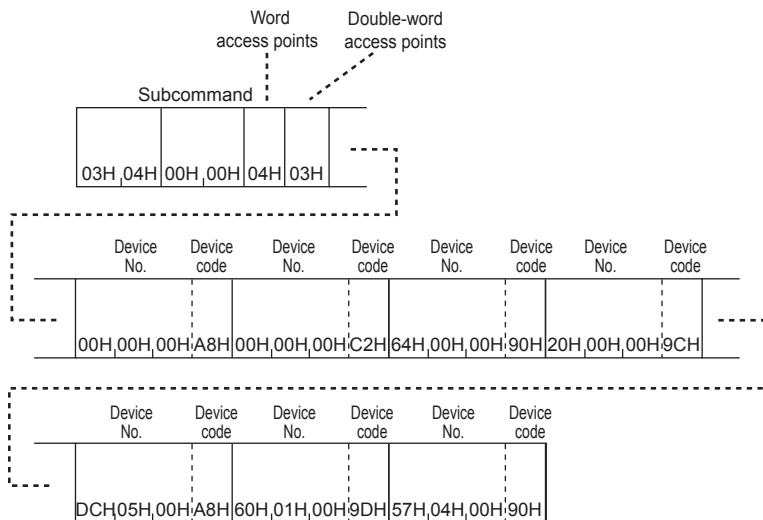 Word access points
Double-word access points
Subcommand
03H 04H 00H 00H 04H 03H
Device No. Device code Device No. Device code Device No. Device code Device No. Device code
00H 00H 00H A8H 00H 00H 00H C2H 64H 00H 00H 90H 20H 00H 00H 9CH
Device No. Device code Device No. Device code Device No. Device code
DCH 05H 00H A8H 60H 01H 00H 9DH 57H 04H 00H 90H